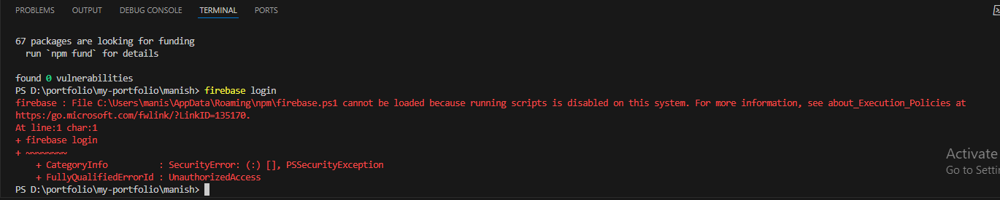 PROBLEMS OUTPUT DEBUG CONSOLE TERMINAL PORTS
67 packages are looking for funding
run `npm fund` for details
found 0 vulnerabilities
PS D:\portfolio\my-portfolio\manish> firebase login
firebase : File C:\Users\manis\AppData\Roaming\npm\firebase.ps1 cannot be loaded because running scripts is disabled on this system. For more information, see about_Execution_Policies at
https:/go.microsoft.com/fwlink/?LinkID=135170.
At line:1 char:1
+ firebase login
+ ~~~~~~~~
+ CategoryInfo : SecurityError: (:) [], PSSecurityException
+ FullyQualifiedErrorId : UnauthorizedAccess
PS D:\portfolio\my-portfolio\manish>
Activate
Go to Settin